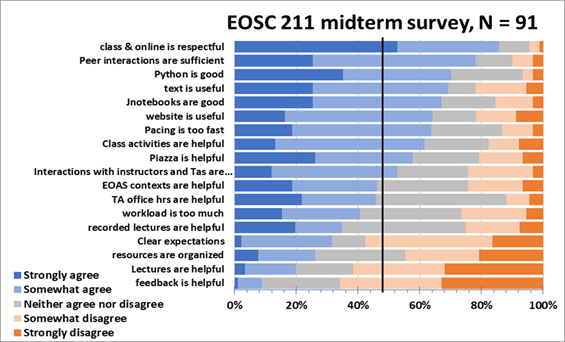 EOSC 211 midterm survey, N = 91
class & online is respectful
Peer interactions are sufficient
Python is good
text is useful
Jnotebooks are good
website is useful
Pacing is too fast
Class activities are helpful
Piazza is helpful
Interactions with instructors and Tas are...
EOAS contexts are helpful
TA office hrs are helpful
workload is too much
recorded lectures are helpful
Clear expectations
resources are organized
Lectures are helpful
feedback is helpful
Strongly agree
Somewhat agree
Neither agree nor disagree
Somewhat disagree
Strongly disagree
0% 20% 40% 60% 80% 100%